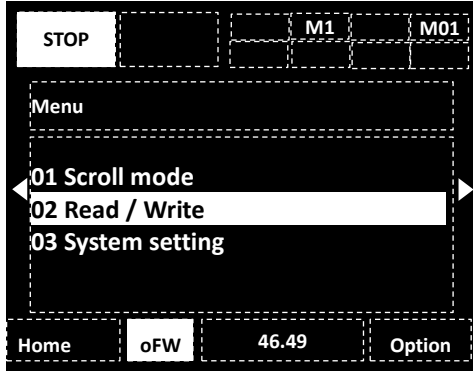 STOP M1 M01
Menu
01 Scroll mode
02 Read / Write
03 System setting
Home oFW 46.49 Option